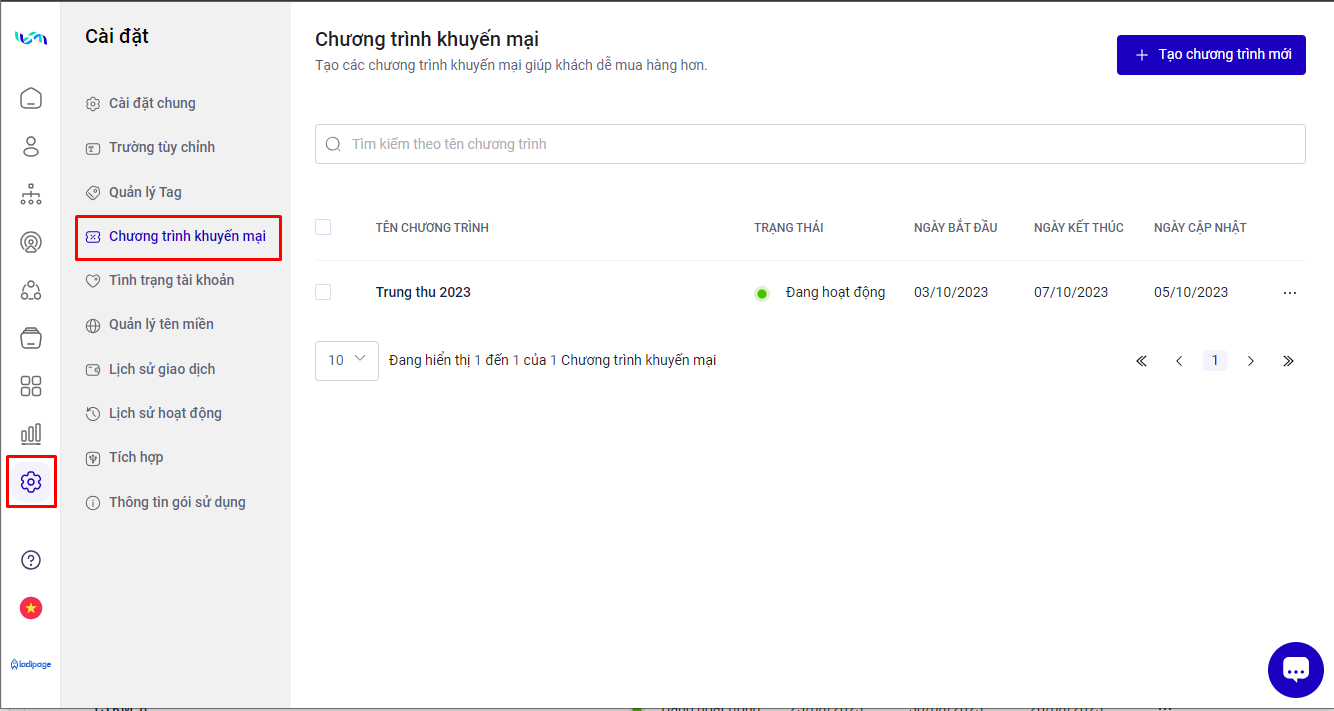 Cài đặt
Cài đặt chung
Trường tùy chỉnh
Quản lý Tag
Chương trình khuyến mại
Tình trạng tài khoản
Quản lý tên miền
Lịch sử giao dịch
Lịch sử hoạt động
Tích hợp
Thông tin gói sử dụng
ladipage
Chương trình khuyến mại
Tạo các chương trình khuyến mại giúp khách dễ mua hàng hơn.
+ Tạo chương trình mới
Tìm kiếm theo tên chương trình
TÊN CHƯƠNG TRÌNH TRẠNG THÁI NGÀY BẮT ĐẦU NGÀY KẾT THÚC NGÀY CẬP NHẬT
Trung thu 2023 Đang hoạt động 03/10/2023 07/10/2023 05/10/2023 ...
10 Đang hiển thị 1 đến 1 của 1 Chương trình khuyến mại « ‹ 1 › »